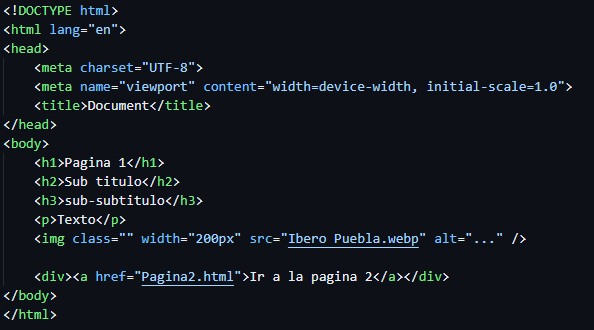 <!DOCTYPE html>
<html lang="en">
<head>
    <meta charset="UTF-8">
    <meta name="viewport" content="width=device-width, initial-scale=1.0">
    <title>Document</title>
</head>
<body>
    <h1>Pagina 1</h1>
    <h2>Sub titulo</h2>
    <h3>sub-subtitulo</h3>
    <p>Texto</p>
    <img class="" width="200px" src="Ibero Puebla.webp" alt="..." />

    <div><a href="Pagina2.html">Ir a la pagina 2</a></div>
</body>
</html>